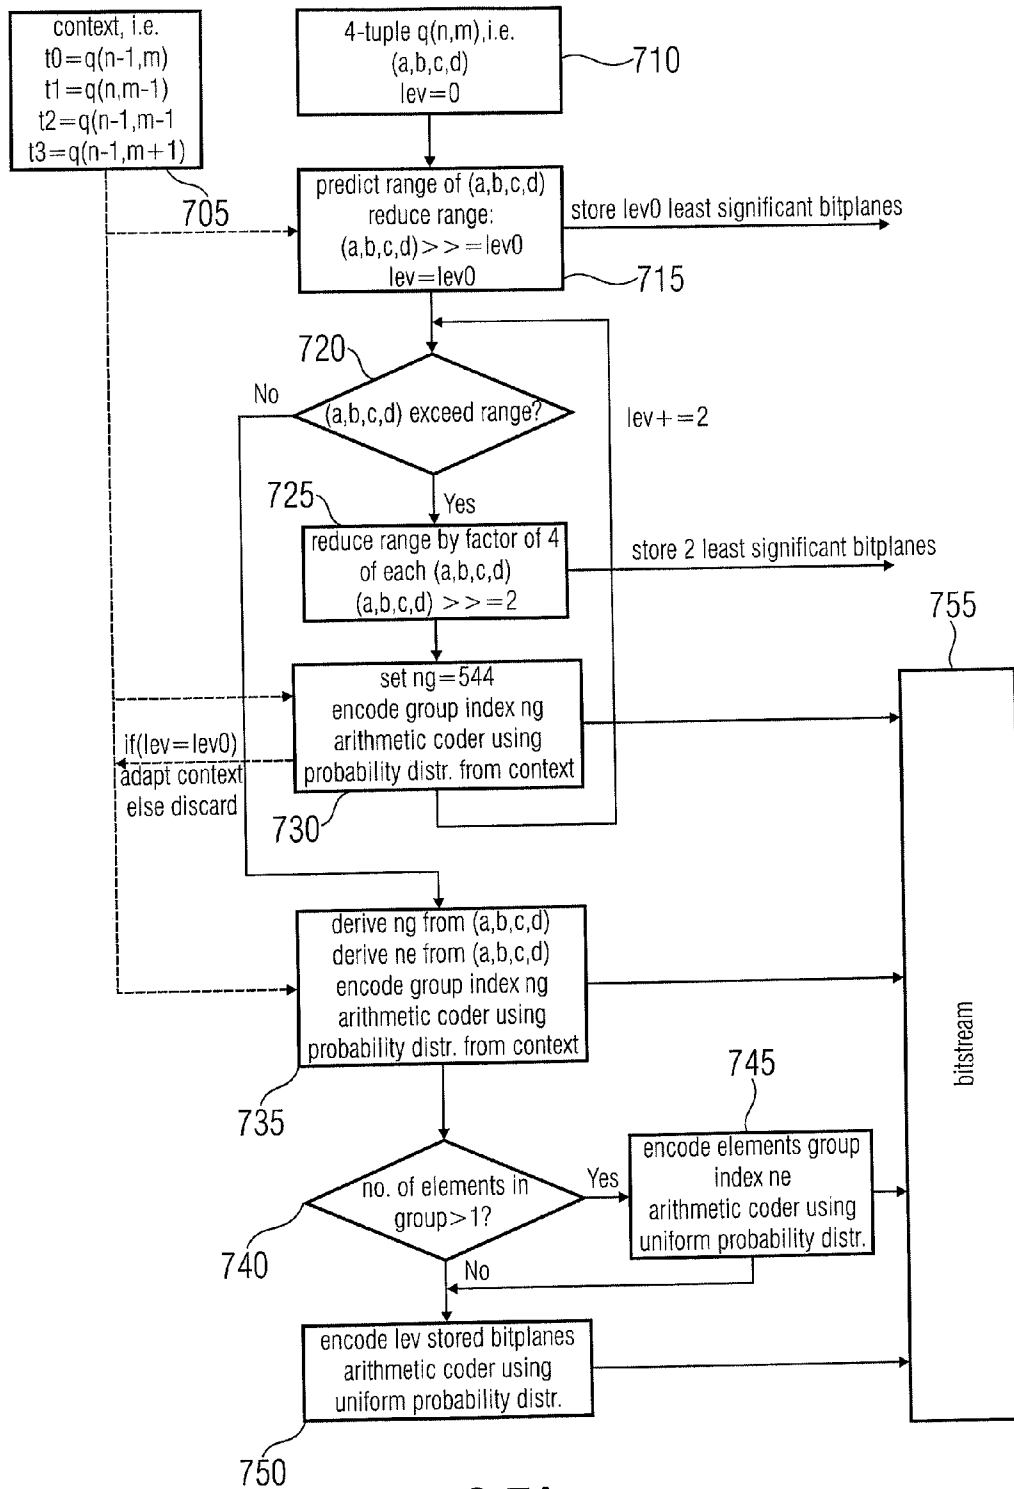 context, i.e.
t0=q(n-1,m)
t1=q(n,m-1)
t2=q(n-1,m-1
t3=q(n-1,m+1)
705
4-tuple q(n,m),i.e.
(a,b,c,d)
lev=0
710
predict range of (a,b,c,d)
reduce range:
(a,b,c,d)>>=lev0
lev=lev0
715
store lev0 least significant bitplanes
720
No
(a,b,c,d) exceed range?
lev+=2
Yes
725
reduce range by factor of 4
of each (a,b,c,d)
(a,b,c,d) >>=2
store 2 least significant bitplanes
755
set ng=544
encode group index ng
arithmetic coder using
probability distr. from context
if(lev=lev0)
adapt context
else discard
730
derive ng from (a,b,c,d)
derive ne from (a,b,c,d)
encode group index ng
arithmetic coder using
probability distr. from context
735
bitstream
745
no. of elements in
group>1?
Yes
740
No
encode elements group
index ne
arithmetic coder using
uniform probability distr.
encode lev stored bitplanes
arithmetic coder using
uniform probability distr.
750